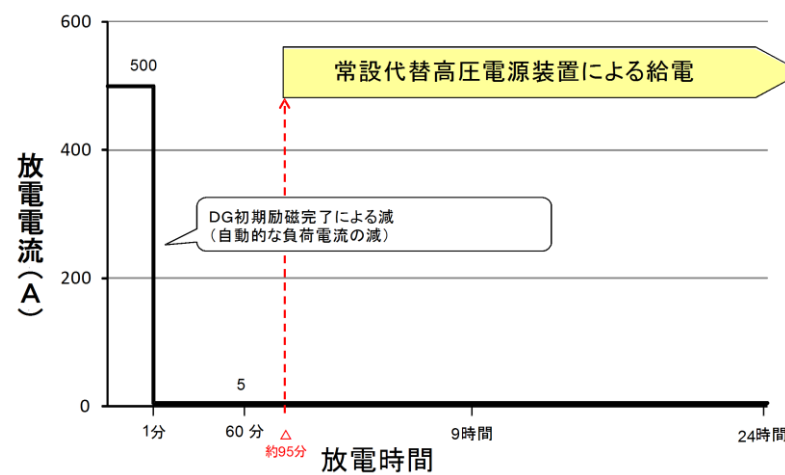 600
500
常設代替高圧電源装置による給電
400
放電電流(A)
DG初期励磁完了による減
(自動的な負荷電流の減)
200
5
0
1分
60 分
△
約95分
9時間
24時間
放電時間